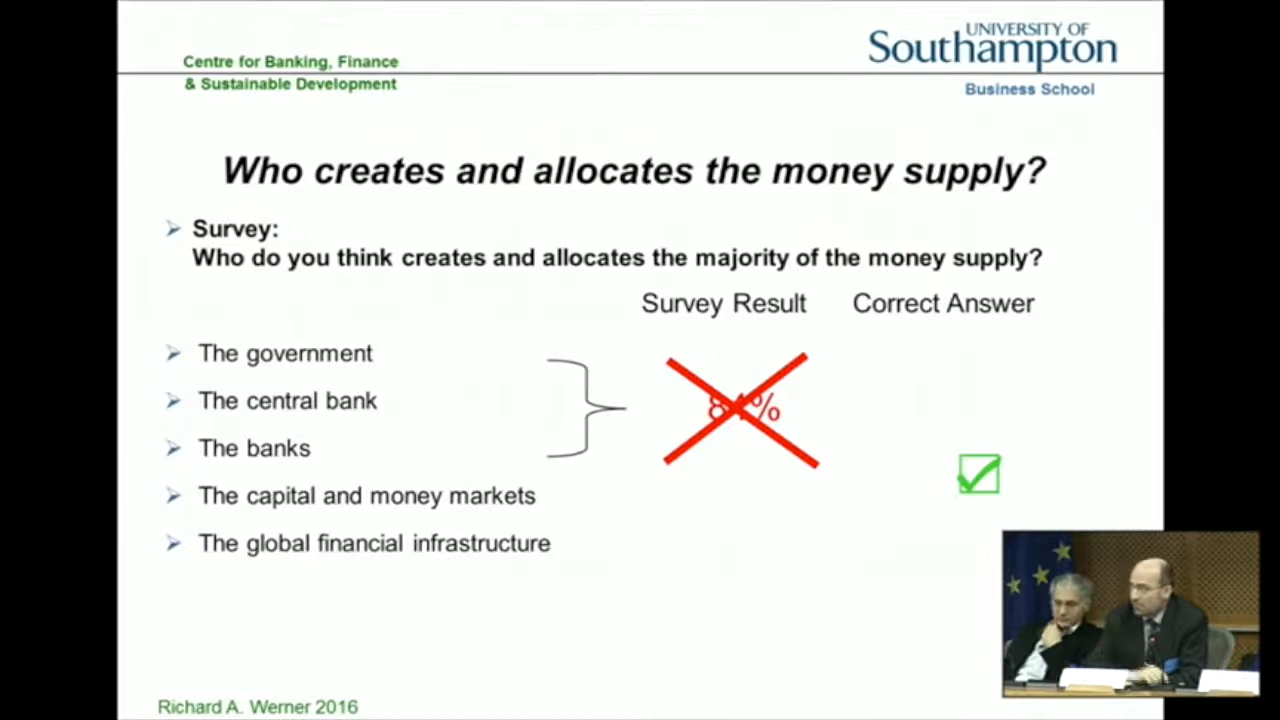 Centre for Banking, Finance
& Sustainable Development
UNIVERSITY OF
Southampton
Business School
Who creates and allocates the money supply?
Survey:
Who do you think creates and allocates the majority of the money supply?
Survey Result Correct Answer
The government
The central bank
84%
The banks
The capital and money markets
The global financial infrastructure
Richard A. Werner 2016